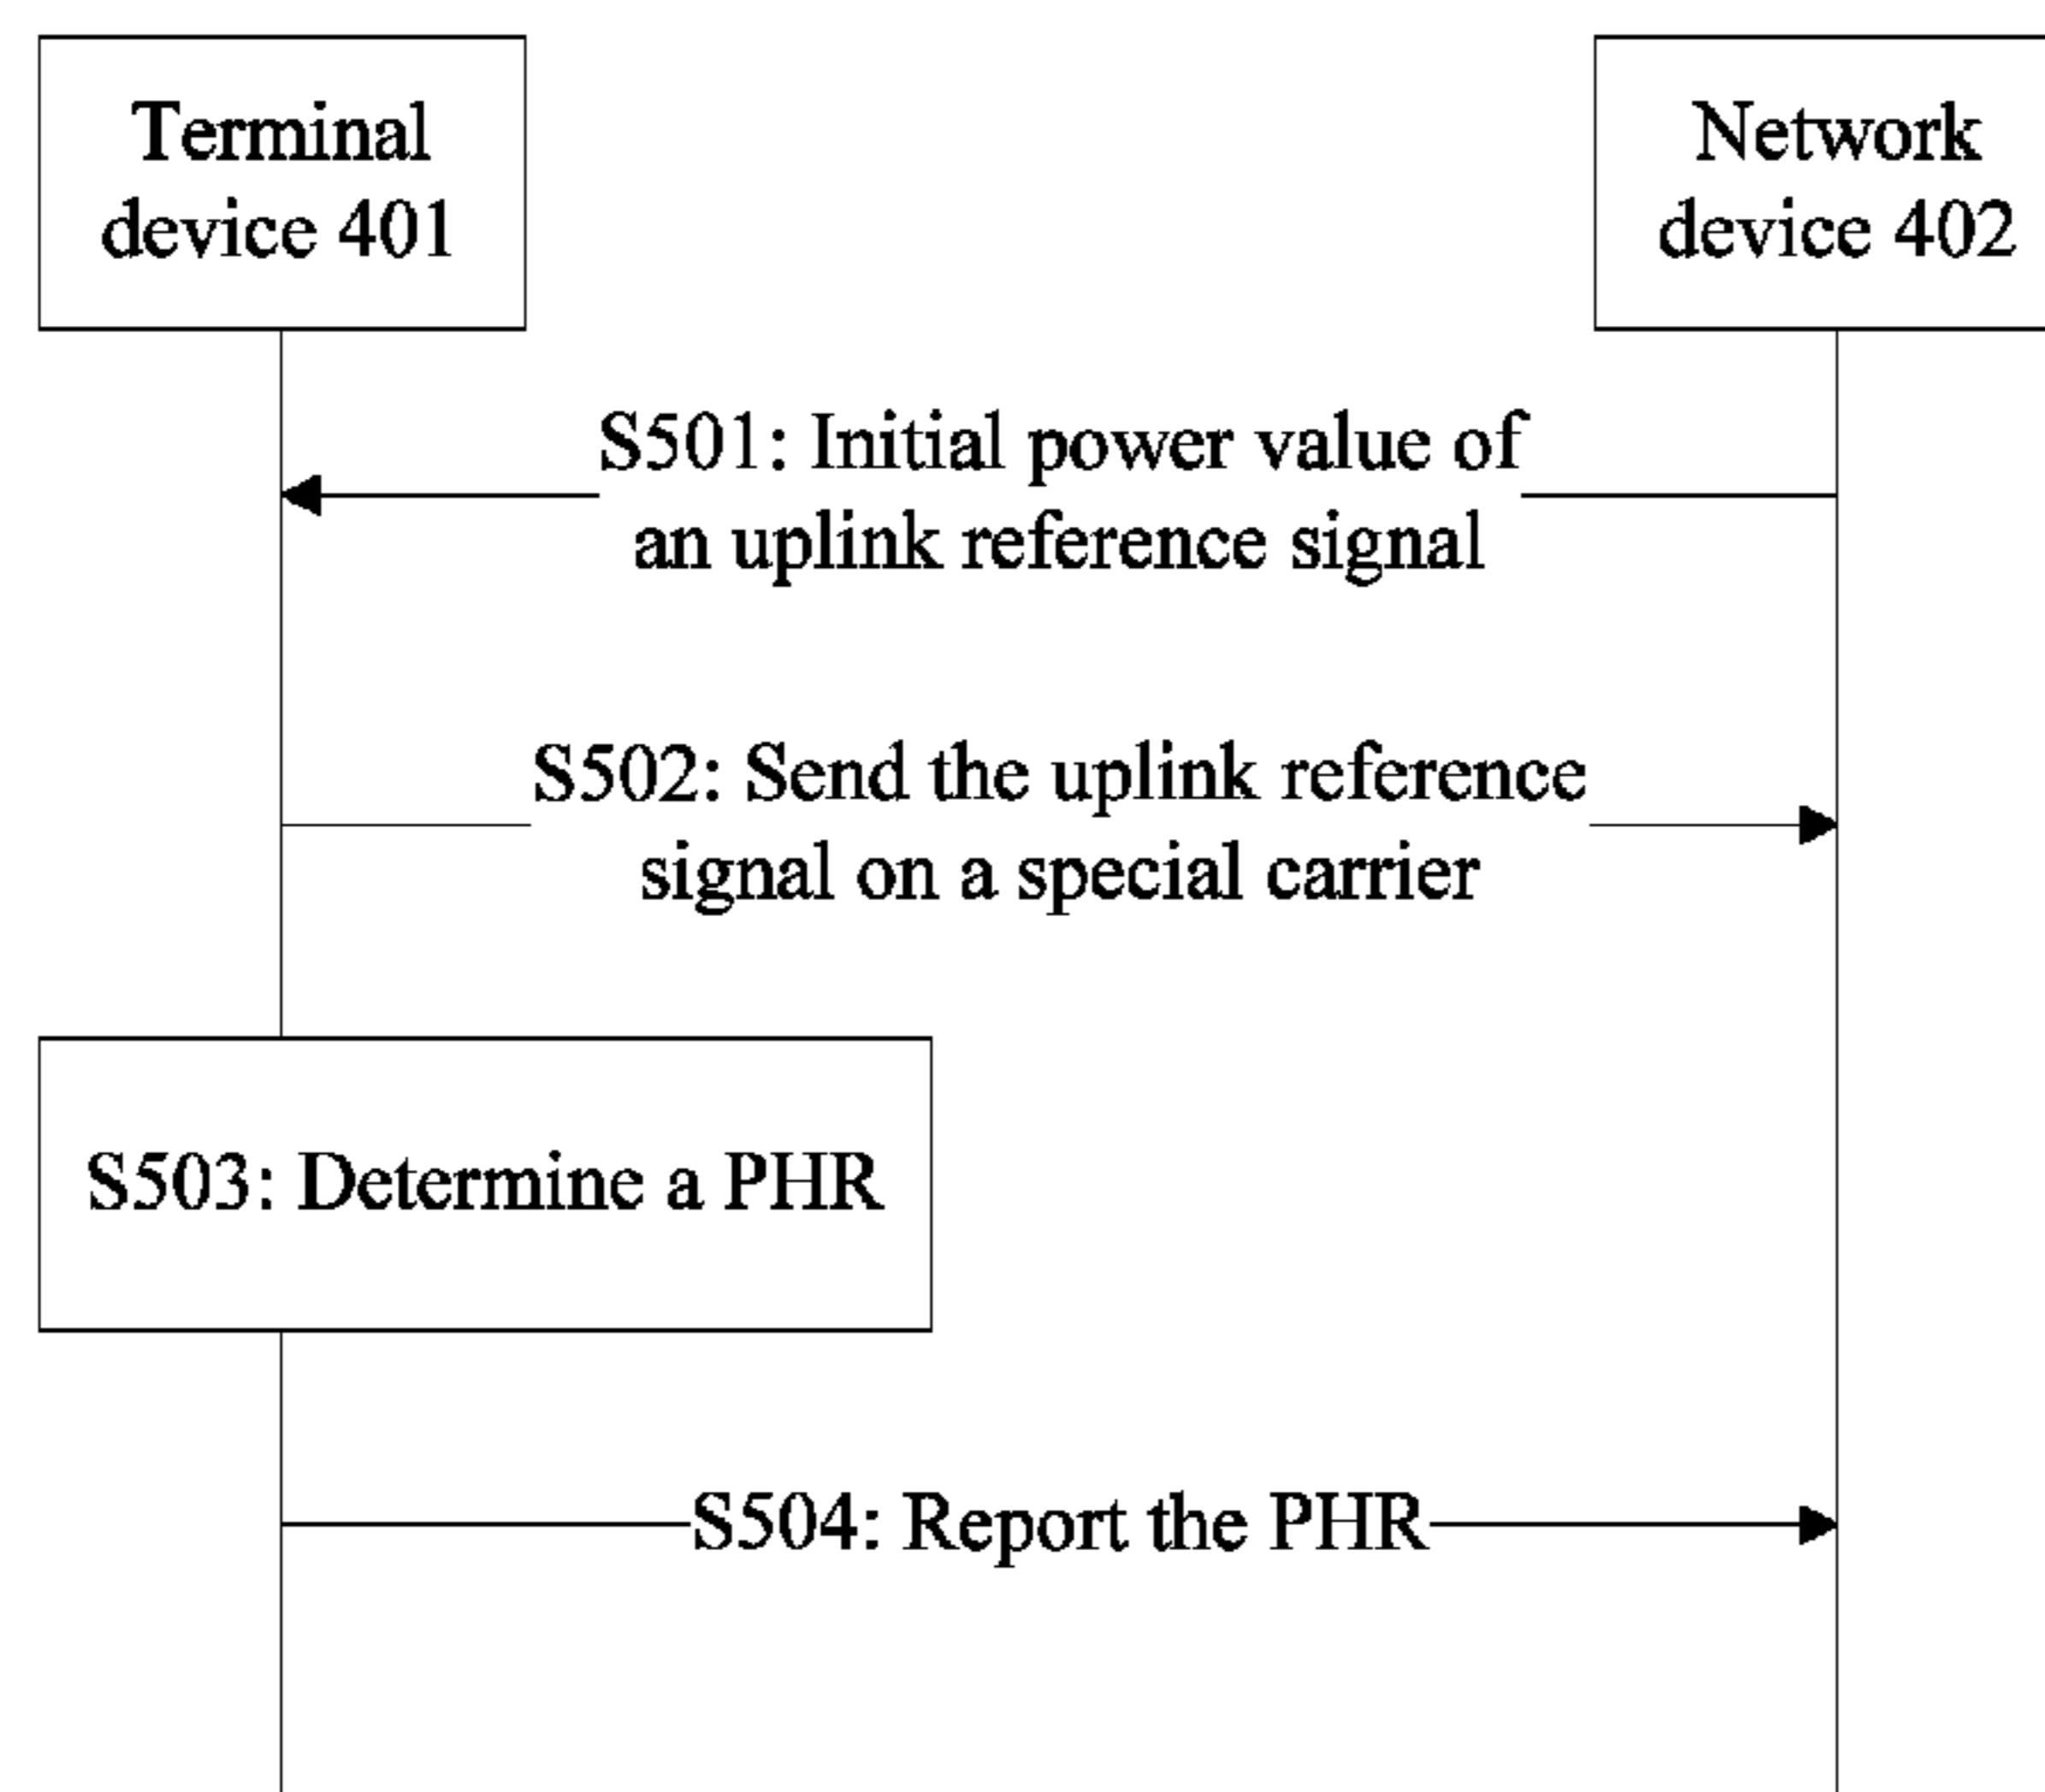 Terminal
device 401
Network
device 402
S501: Initial power value of
an uplink reference signal
S502: Send the uplink reference
signal on a special carrier
S503: Determine a PHR
S504: Report the PHR